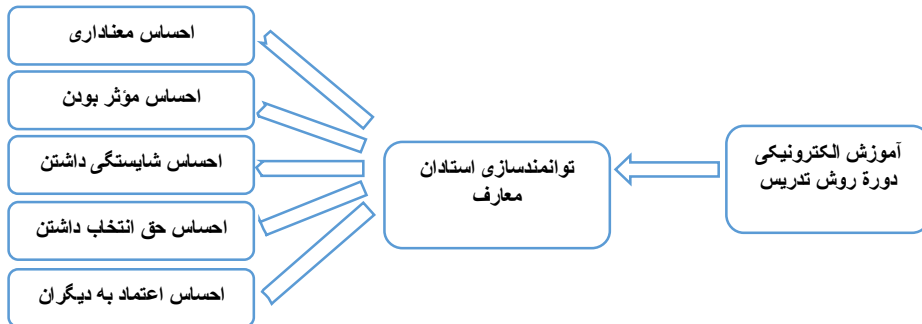 آموزش الکترونیکی
دورة روش تدریس
توانمندسازی استادان
معارف
احساس معناداری
احساس مؤثر بودن
احساس شایستگی داشتن
احساس حق انتخاب داشتن
احساس اعتماد به دیگران